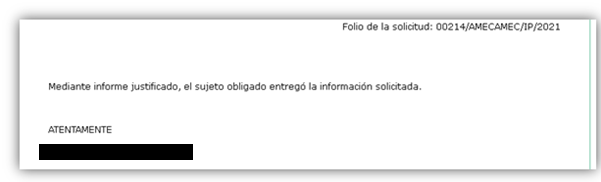 Folio de la solicitud: 00214/AMECAMEC/IP/2021
Mediante informe justificado, el sujeto obligado entregó la información solicitada.
ATENTAMENTE